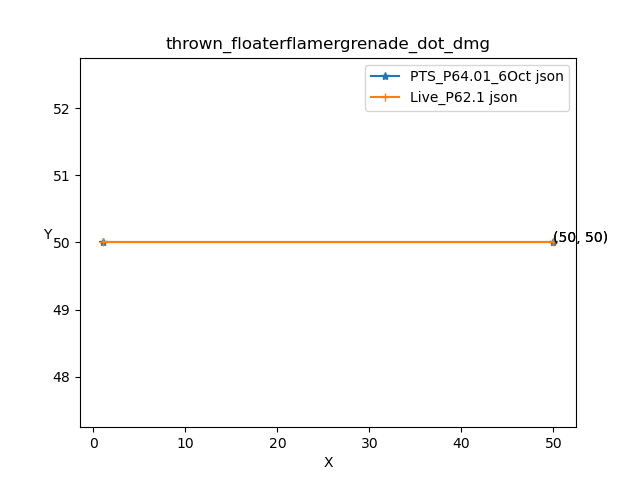 thrown_floaterflamergrenade_dot_dmg
PTS_P64.01_6Oct json
Live_P62.1 json
52
51
Y
50
(50, 50)
49
48
0 10 20 30 40 50
X